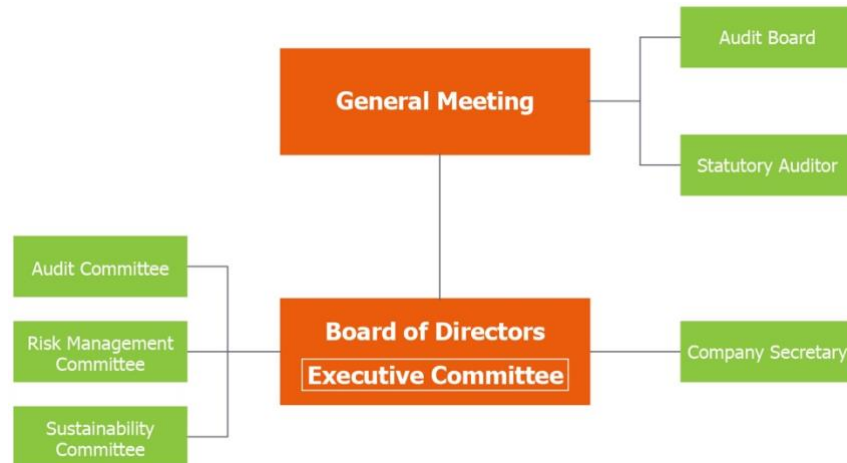 Audit Board
General Meeting
Statutory Auditor
Audit Committee
Risk Management
Committee
Sustainability
Committee
Board of Directors
Executive Committee
Company Secretary